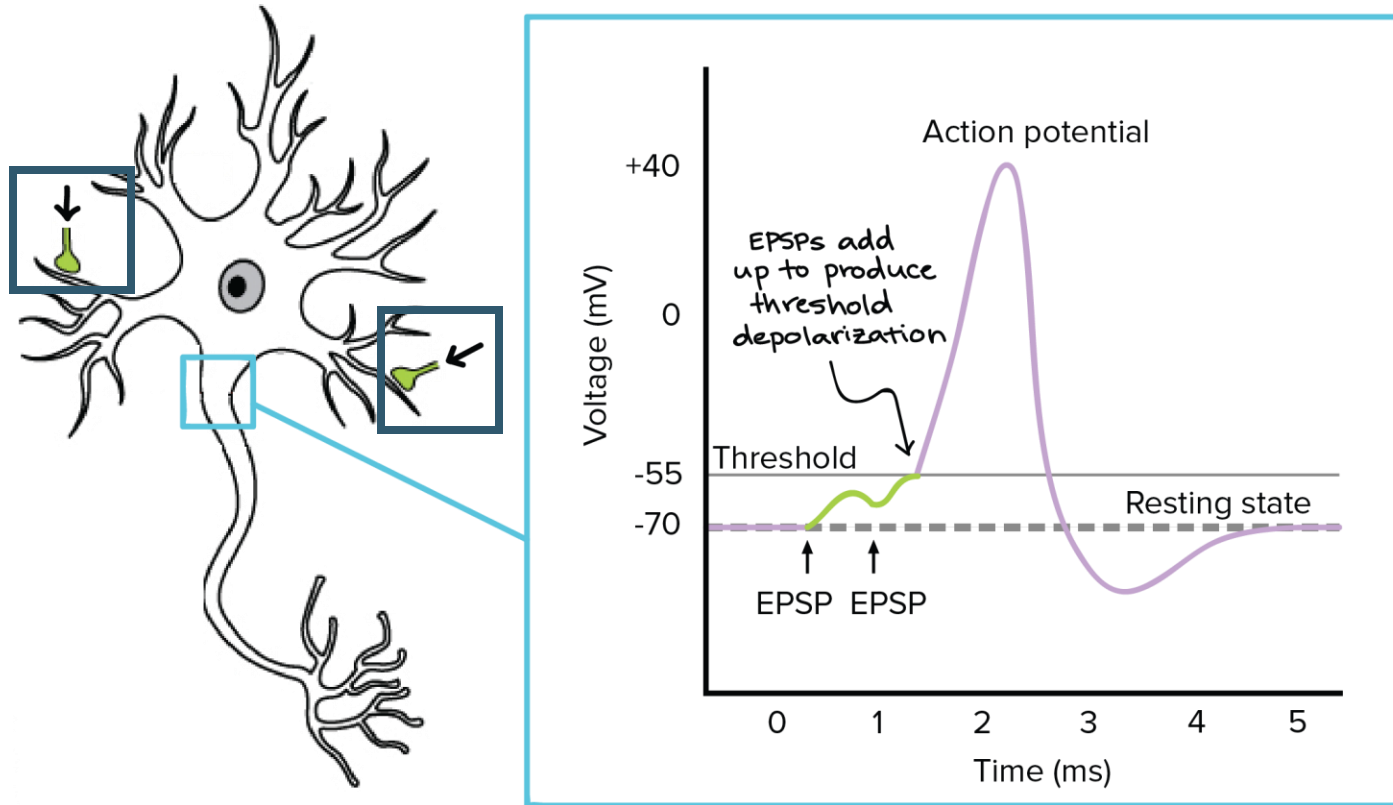 Action potential
+40
EPSPs add
up to produce
threshold
depolarization
0
Voltage (mV)
Threshold
-55
Resting state
-70
EPSP EPSP
0 1 2 3 4 5
Time (ms)